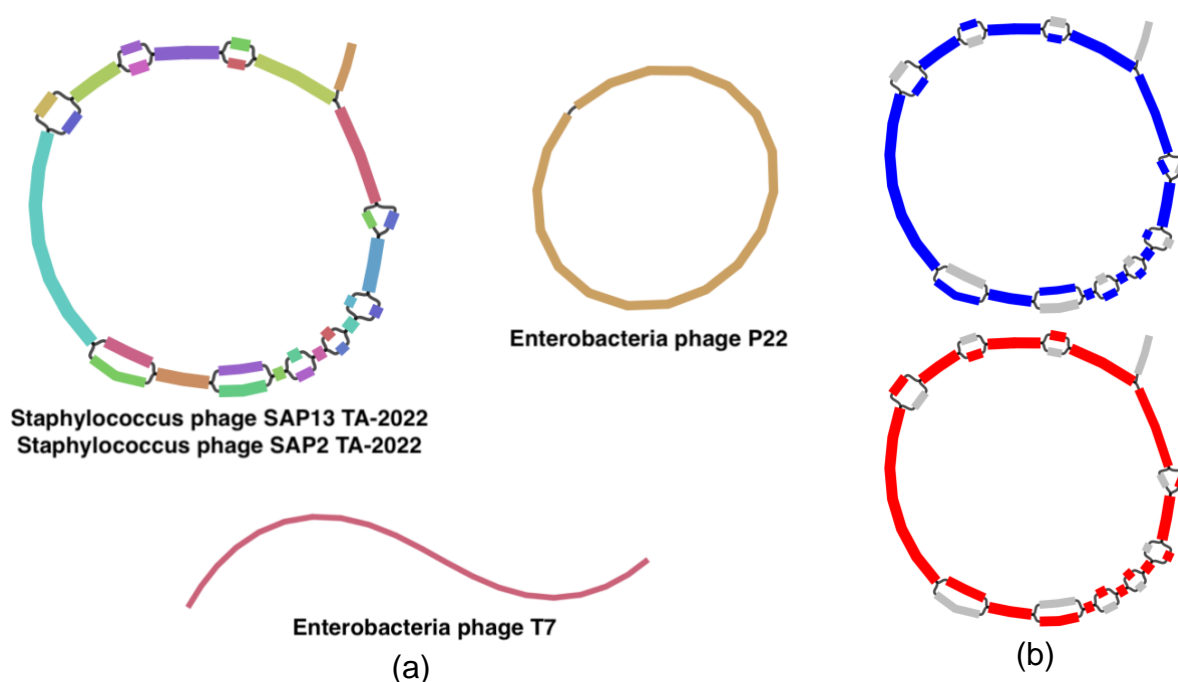 Enterobacteria phage P22
Staphylococcus phage SAP13 TA-2022
Staphylococcus phage SAP2 TA-2022
Enterobacteria phage T7
(a)
(b)